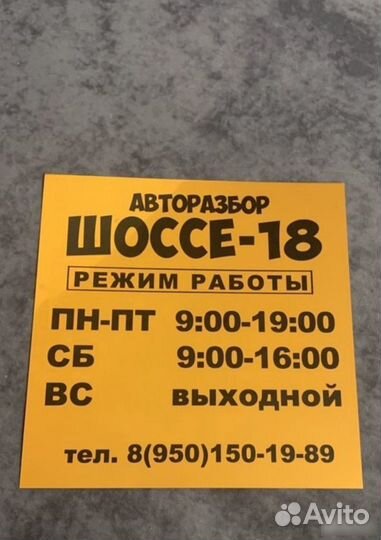 АВТОРАЗБОР
ШОССЕ-18
РЕЖИМ РАБОТЫ
ПН-ПТ 9:00-19:00
СБ 9:00-16:00
ВС выходной
тел. 8(950)150-19-89
Avito